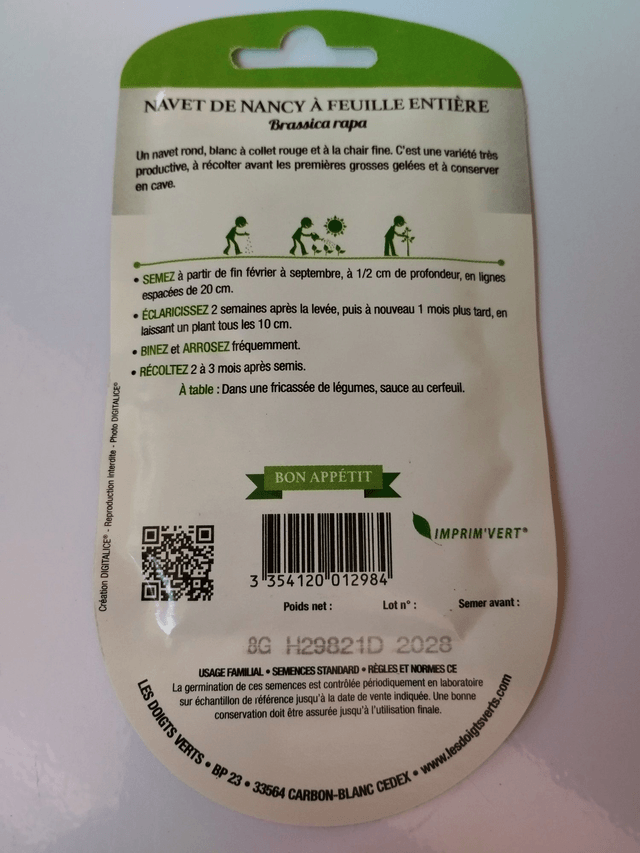 NAVET DE NANCY À FEUILLE ENTIÈRE
Brassica rapa
Un navet rond, blanc à collet rouge et à la chair fine. C'est une variété très
productive, à récolter avant les premières grosses gelées et à conserver
en cave.
• SEMEZ à partir de fin février à septembre, à 1/2 cm de profondeur, en lignes
espacées de 20 cm.
• ÉCLARICISSEZ 2 semaines après la levée, puis à nouveau 1 mois plus tard, en
laissant un plant tous les 10 cm.
• BINEZ et ARROSEZ fréquemment.
• RÉCOLTEZ 2 à 3 mois après semis.
À table : Dans une fricassée de légumes, sauce au cerfeuil.
Création DIGITALICE® - Reproduction interdite - Photo DIGITALICE®
BON APPÉTIT
IMPRIM'VERT®
3 354120 012984
Poids net : Lot n° : Semer avant :
8G H29821D 2028
USAGE FAMILIAL • SEMENCES STANDARD • RÈGLES ET NORMES CE
La germination de ces semences est contrôlée périodiquement en laboratoire
sur échantillon de référence jusqu'à la date de vente indiquée. Une bonne
conservation doit être assurée jusqu'à l'utilisation finale.
LES DOIGTS VERTS • BP 23 • 33564 CARBON-BLANC CEDEX • www.lesdoigtsverts.com